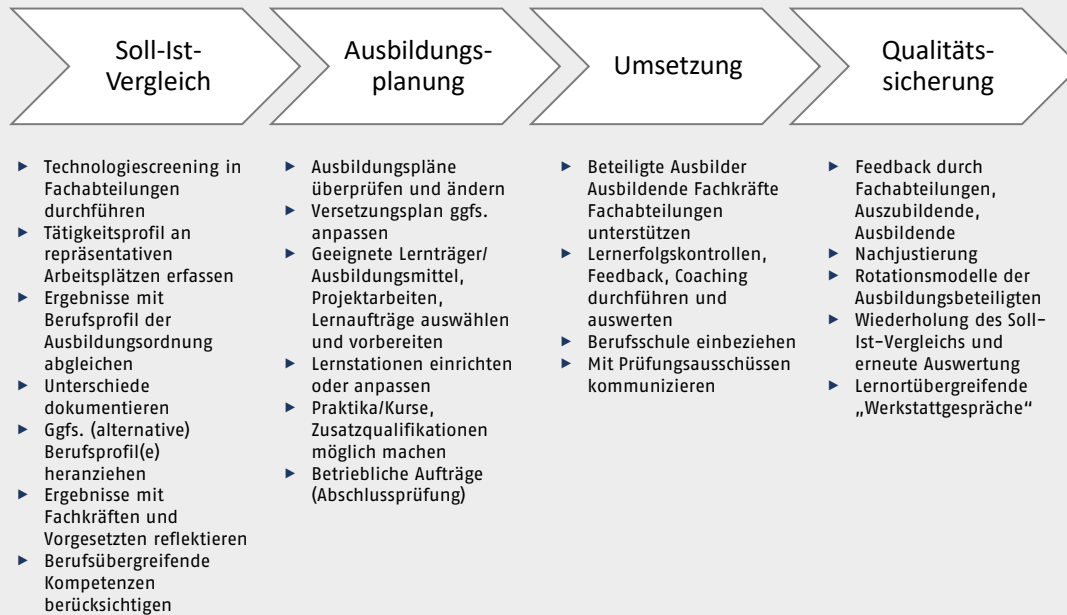 Soll-Ist-
Vergleich
Ausbildungs-
planung
Umsetzung
Qualitäts-
sicherung
► Technologiescreening in
Fachabteilungen
durchführen
► Tätigkeitsprofil an
repräsentativen
Arbeitsplätzen erfassen
► Ergebnisse mit
Berufsprofil der
Ausbildungsordnung
abgleichen
► Unterschiede
dokumentieren
► Ggfs. (alternative)
Berufsprofil(e)
heranziehen
► Ergebnisse mit
Fachkräften und
Vorgesetzten reflektieren
► Berufsübergreifende
Kompetenzen
berücksichtigen
► Ausbildungspläne
überprüfen und ändern
► Versetzungsplan ggfs.
anpassen
► Geeignete Lernträger/
Ausbildungsmittel,
Projektarbeiten,
Lernaufträge auswählen
und vorbereiten
► Lernstationen einrichten
oder anpassen
► Praktika/Kurse,
Zusatzqualifikationen
möglich machen
► Betriebliche Aufträge
(Abschlussprüfung)
► Beteiligte Ausbilder
Ausbildende Fachkräfte
Fachabteilungen
unterstützen
► Lernerfolgskontrollen,
Feedback, Coaching
durchführen und
auswerten
► Berufsschule einbeziehen
► Mit Prüfungsausschüssen
kommunizieren
► Feedback durch
Fachabteilungen,
Auszubildende,
Ausbildende
► Nachjustierung
► Rotationsmodelle der
Ausbildungsbeteiligten
► Wiederholung des Soll-
Ist-Vergleichs und
erneute Auswertung
► Lernortübergreifende
„Werkstattgespräche“